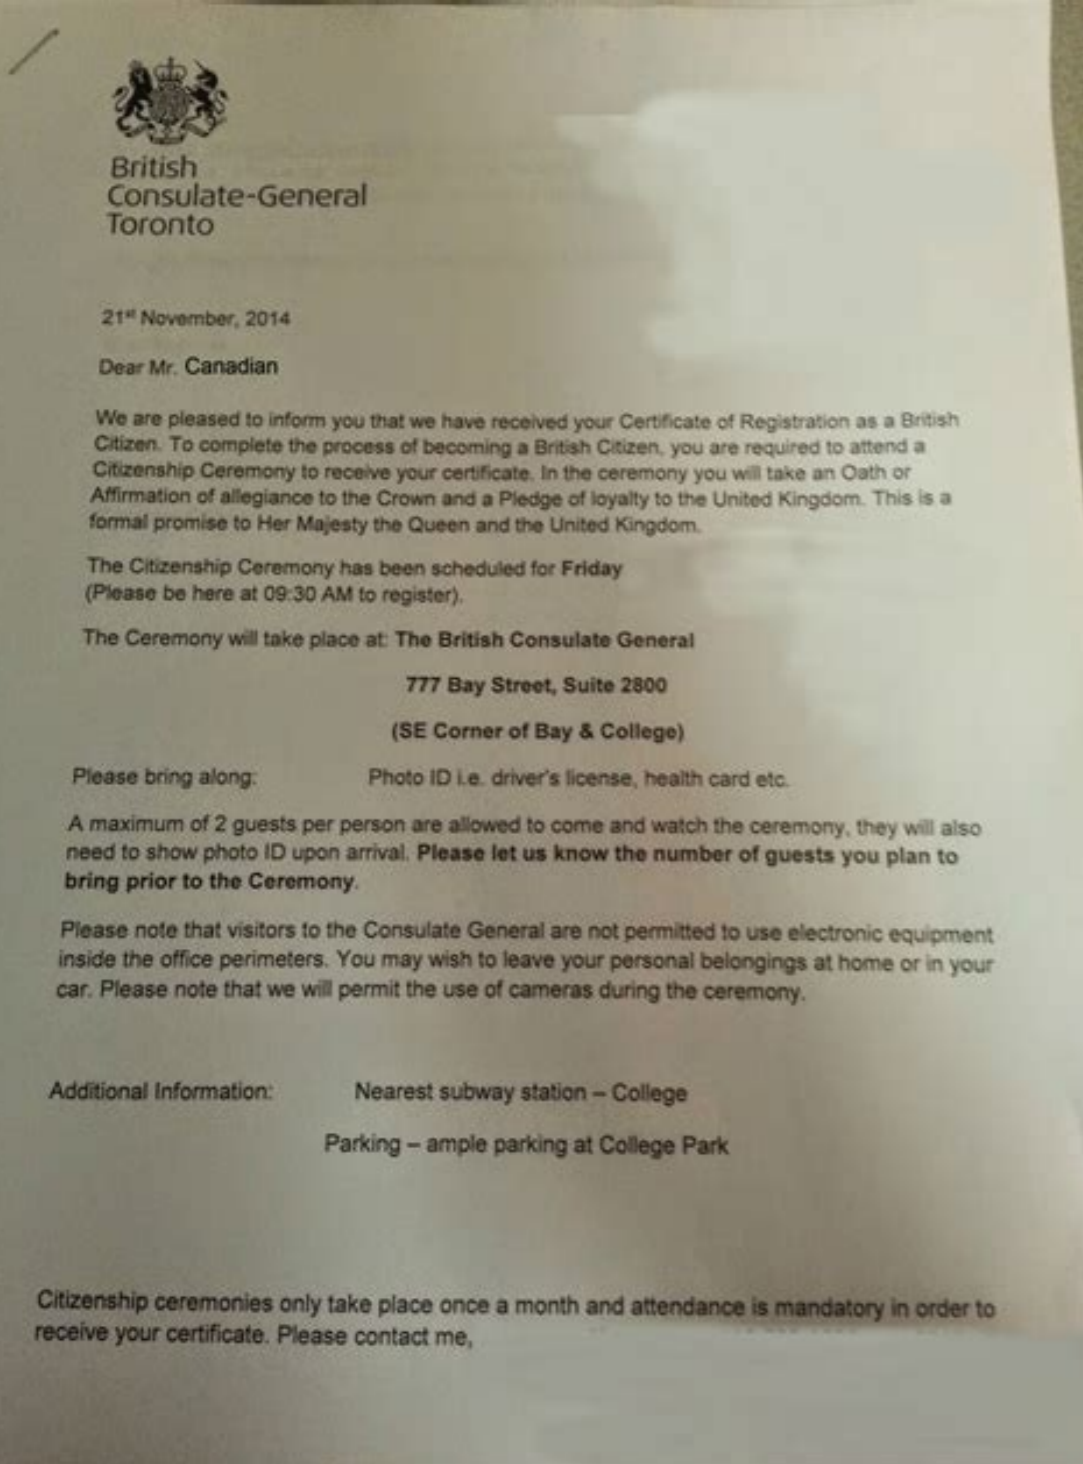 British
Consulate-General
Toronto
21st November, 2014
Dear Mr. Canadian
We are pleased to inform you that we have received your Certificate of Registration as a British
Citizen. To complete the process of becoming a British Citizen, you are required to attend a
Citizenship Ceremony to receive your certificate. In the ceremony you will take an Oath or
Affirmation of allegiance to the Crown and a Pledge of loyalty to the United Kingdom. This is a
formal promise to Her Majesty the Queen and the United Kingdom.
The Citizenship Ceremony has been scheduled for Friday
(Please be here at 09:30 AM to register).
The Ceremony will take place at: The British Consulate General
777 Bay Street, Suite 2800
(SE Corner of Bay & College)
Please bring along: Photo ID i.e. driver's license, health card etc.
A maximum of 2 guests per person are allowed to come and watch the ceremony, they will also
need to show photo ID upon arrival. Please let us know the number of guests you plan to
bring prior to the Ceremony.
Please note that visitors to the Consulate General are not permitted to use electronic equipment
inside the office perimeters. You may wish to leave your personal belongings at home or in your
car. Please note that we will permit the use of cameras during the ceremony.
Additional Information: Nearest subway station – College
Parking – ample parking at College Park
Citizenship ceremonies only take place once a month and attendance is mandatory in order to
receive your certificate. Please contact me,